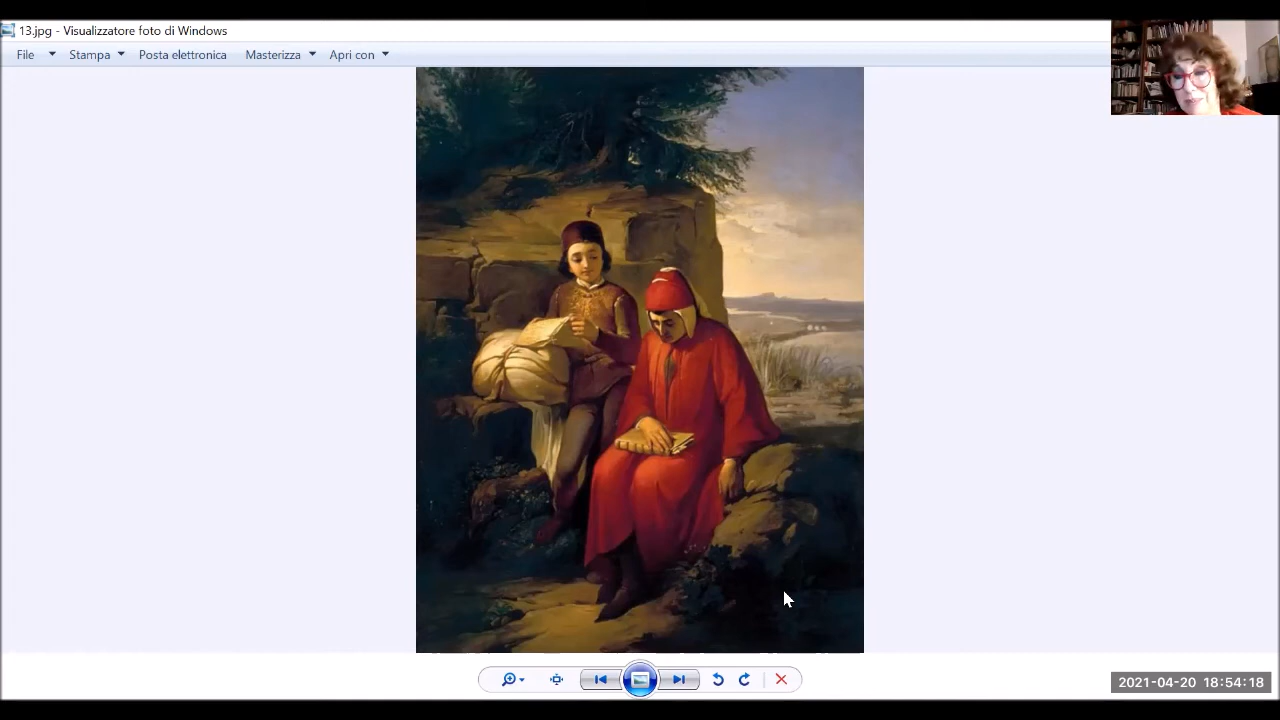 13.jpg - Visualizzatore foto di Windows
File Stampa Posta elettronica Masterizza Apri con
2021-04-20 18:54:18